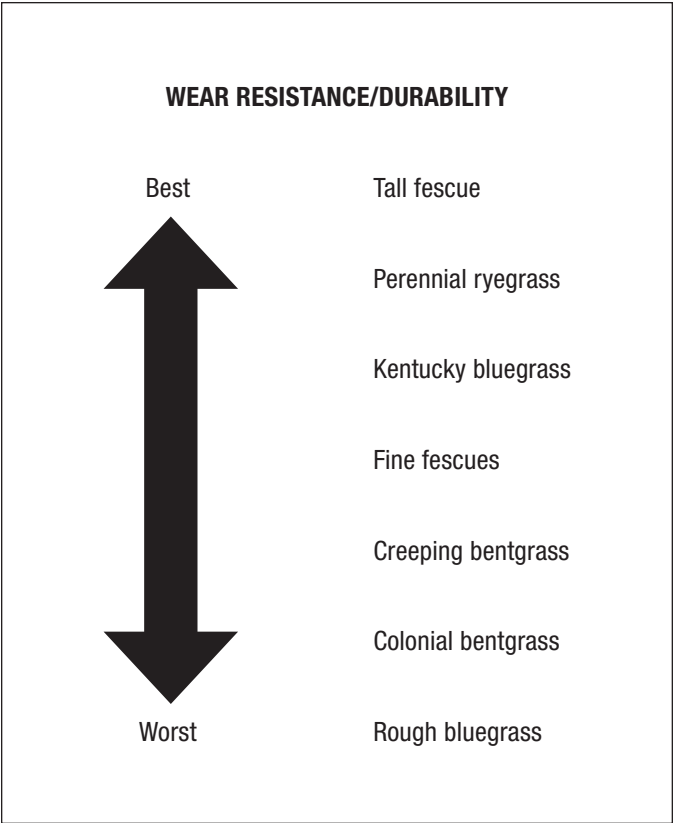 WEAR RESISTANCE/DURABILITY
Best
Tall fescue
Perennial ryegrass
Kentucky bluegrass
Fine fescues
Creeping bentgrass
Colonial bentgrass
Worst
Rough bluegrass